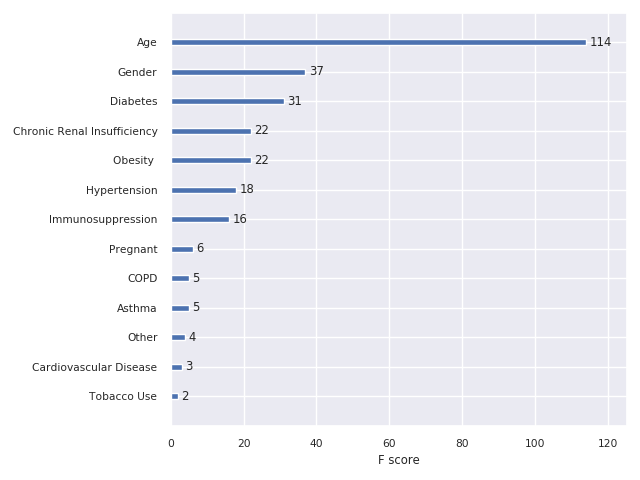 Age 114
Gender 37
Diabetes 31
Chronic Renal Insufficiency 22
Obesity 22
Hypertension 18
Immunosuppression 16
Pregnant 6
COPD 5
Asthma 5
Other 4
Cardiovascular Disease 3
Tobacco Use 2
0 20 40 60 80 100 120
F score